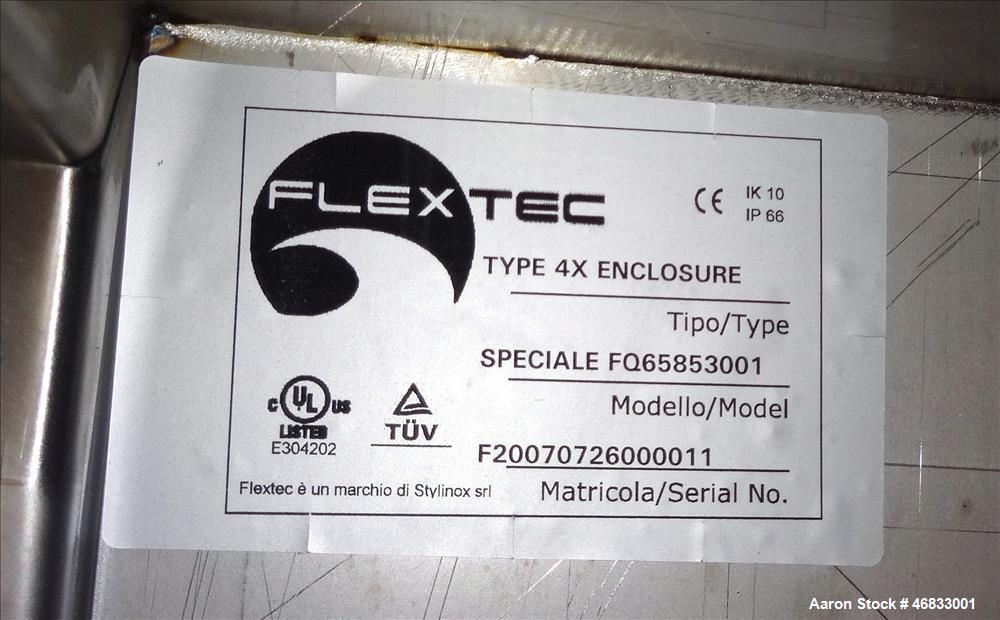 FLEXTEC
CE IK 10
IP 66
TYPE 4X ENCLOSURE
Tipo/Type
SPECIALE FQ65853001
Modello/Model
C UL US
LISTED
E304202
TÜV
F20070726000011
Matricola/Serial No.
Flextec è un marchio di Stylinox srl
Aaron Stock # 46833001